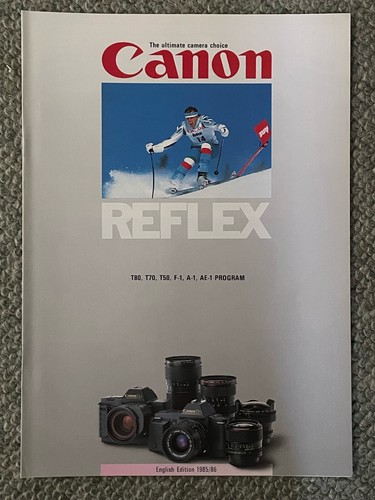 The ultimate camera choice
Canon
REFLEX
T80, T70, T50, F-1, A-1, AE-1 PROGRAM
English Edition 1985/86